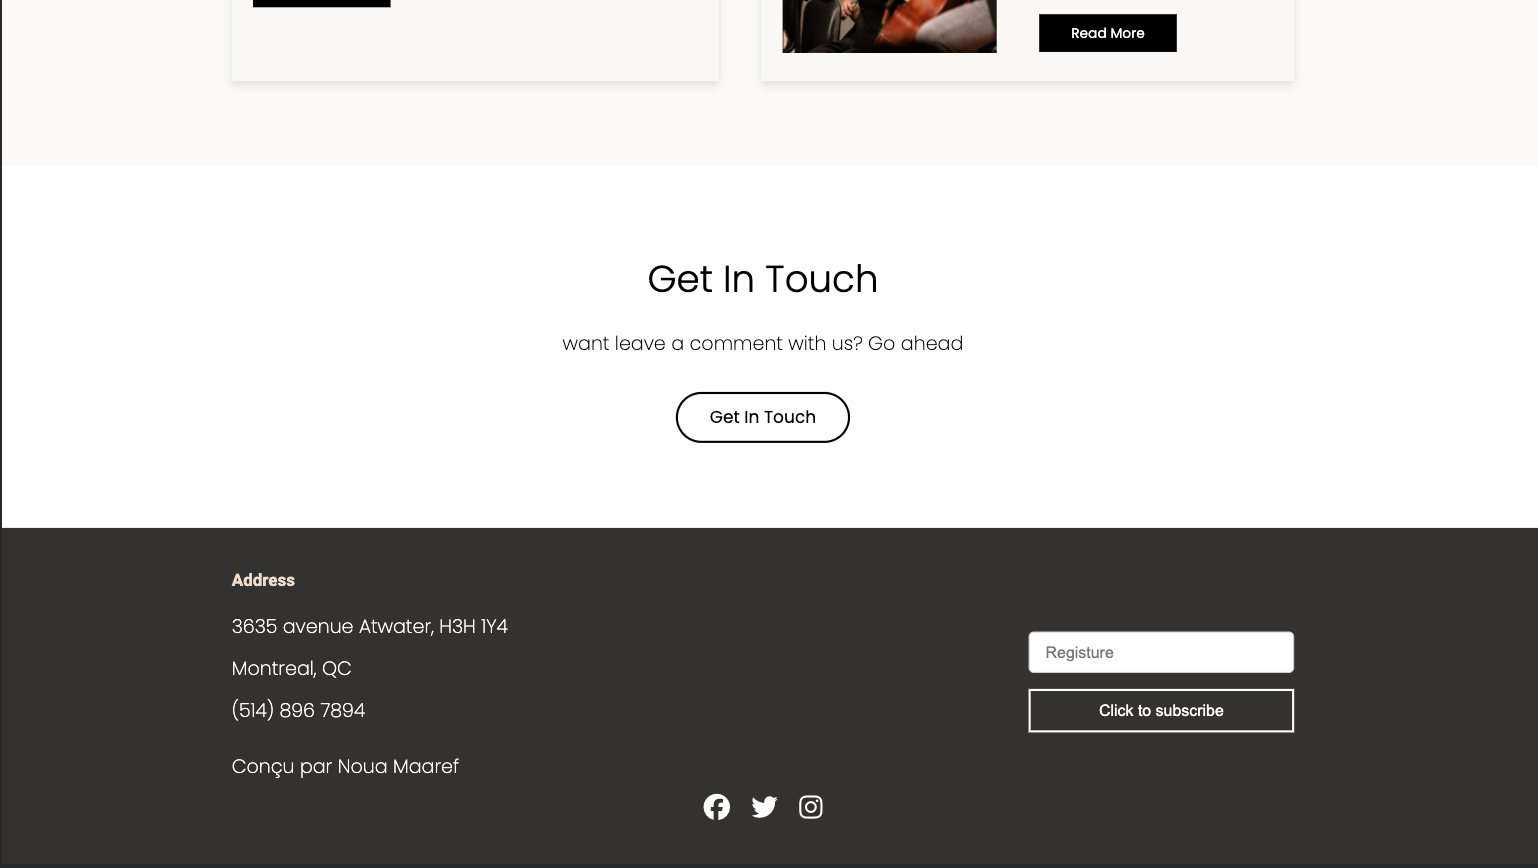 Read More
Get In Touch
want leave a comment with us? Go ahead
Get In Touch
Address
3635 avenue Atwater, H3H 1Y4
Montreal, QC
(514) 896 7894
Conçu par Noua Maaref
Registure
Click to subscribe